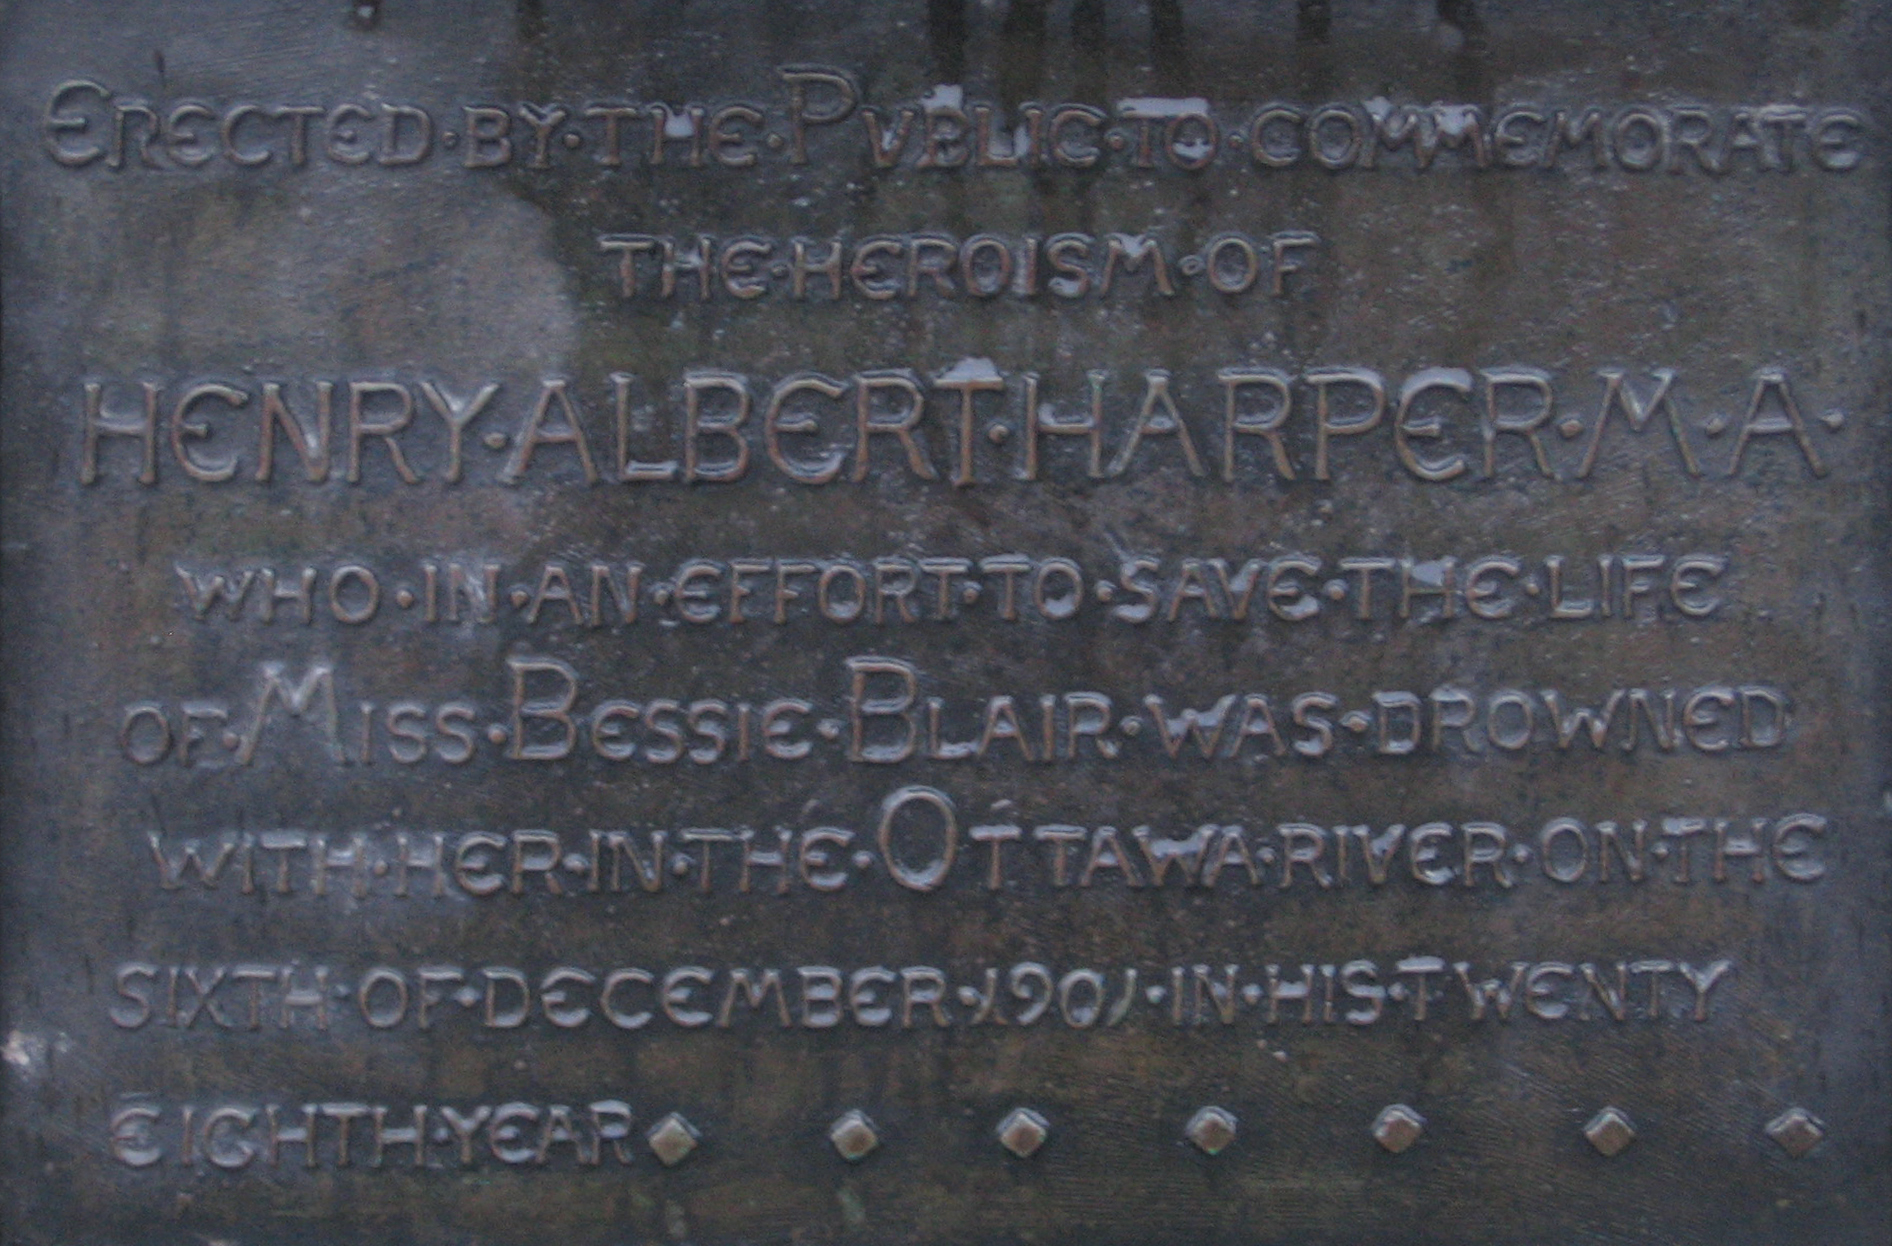 ERECTED·BY·THE·PVBLIC·TO·COMMEMORATE
THE·HEROISM·OF
HENRY·ALBERT·HARPER·M·A·
WHO·IN·AN·EFFORT·TO·SAVE·THE·LIFE
OF·MISS·BESSIE·BLAIR·WAS·DROWNED
WITH·HER·IN·THE·OTTAWA·RIVER·ON·THE
SIXTH·OF·DECEMBER·1901·IN·HIS·TWENTY
EIGHTH·YEAR